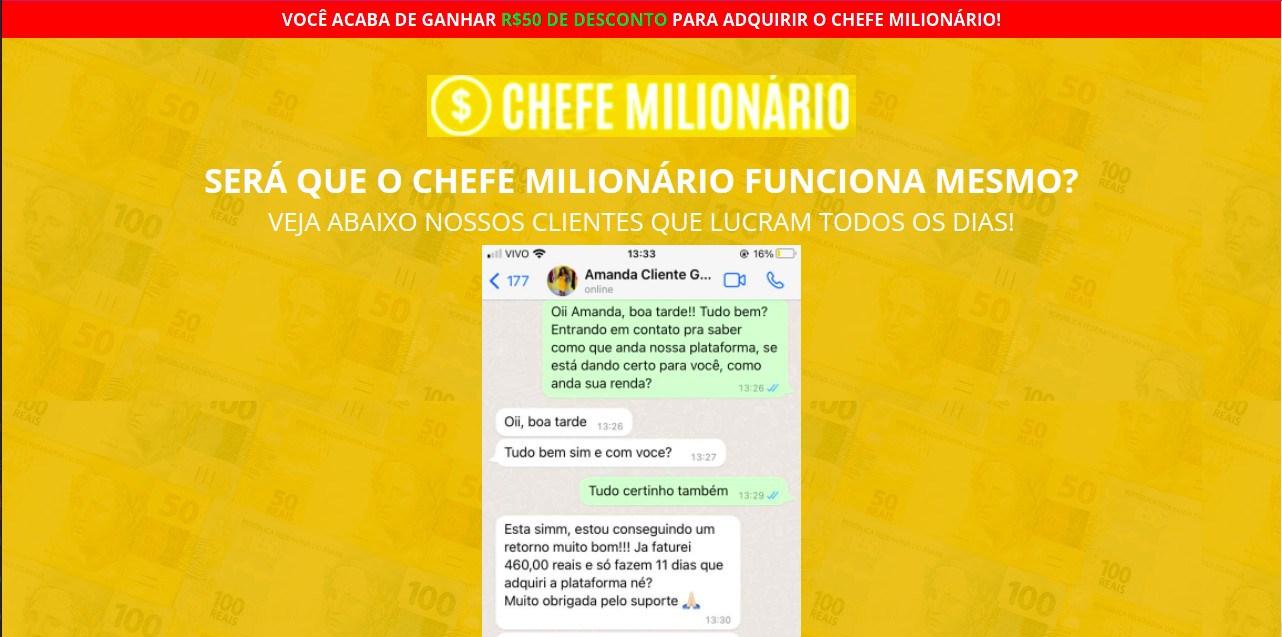 VOCÊ ACABA DE GANHAR R$50 DE DESCONTO PARA ADQUIRIR O CHEFE MILIONÁRIO!
$ CHEFE MILIONÁRIO
SERÁ QUE O CHEFE MILIONÁRIO FUNCIONA MESMO?
VEJA ABAIXO NOSSOS CLIENTES QUE LUCRAM TODOS OS DIAS!
VIVO 13:33 16%
177 Amanda Cliente G...
online
Oii Amanda, boa tarde!! Tudo bem?
Entrando em contato pra saber
como que anda nossa plataforma, se
está dando certo para você, como
anda sua renda? 13:26
Oii, boa tarde 13:26
Tudo bem sim e com voce? 13:27
Tudo certinho também 13:29
Esta simm, estou conseguindo um
retorno muito bom!!! Ja faturei
460,00 reais e só fazem 11 dias que
adquiri a plataforma né?
Muito obrigada pelo suporte 🙏🏻
13:30